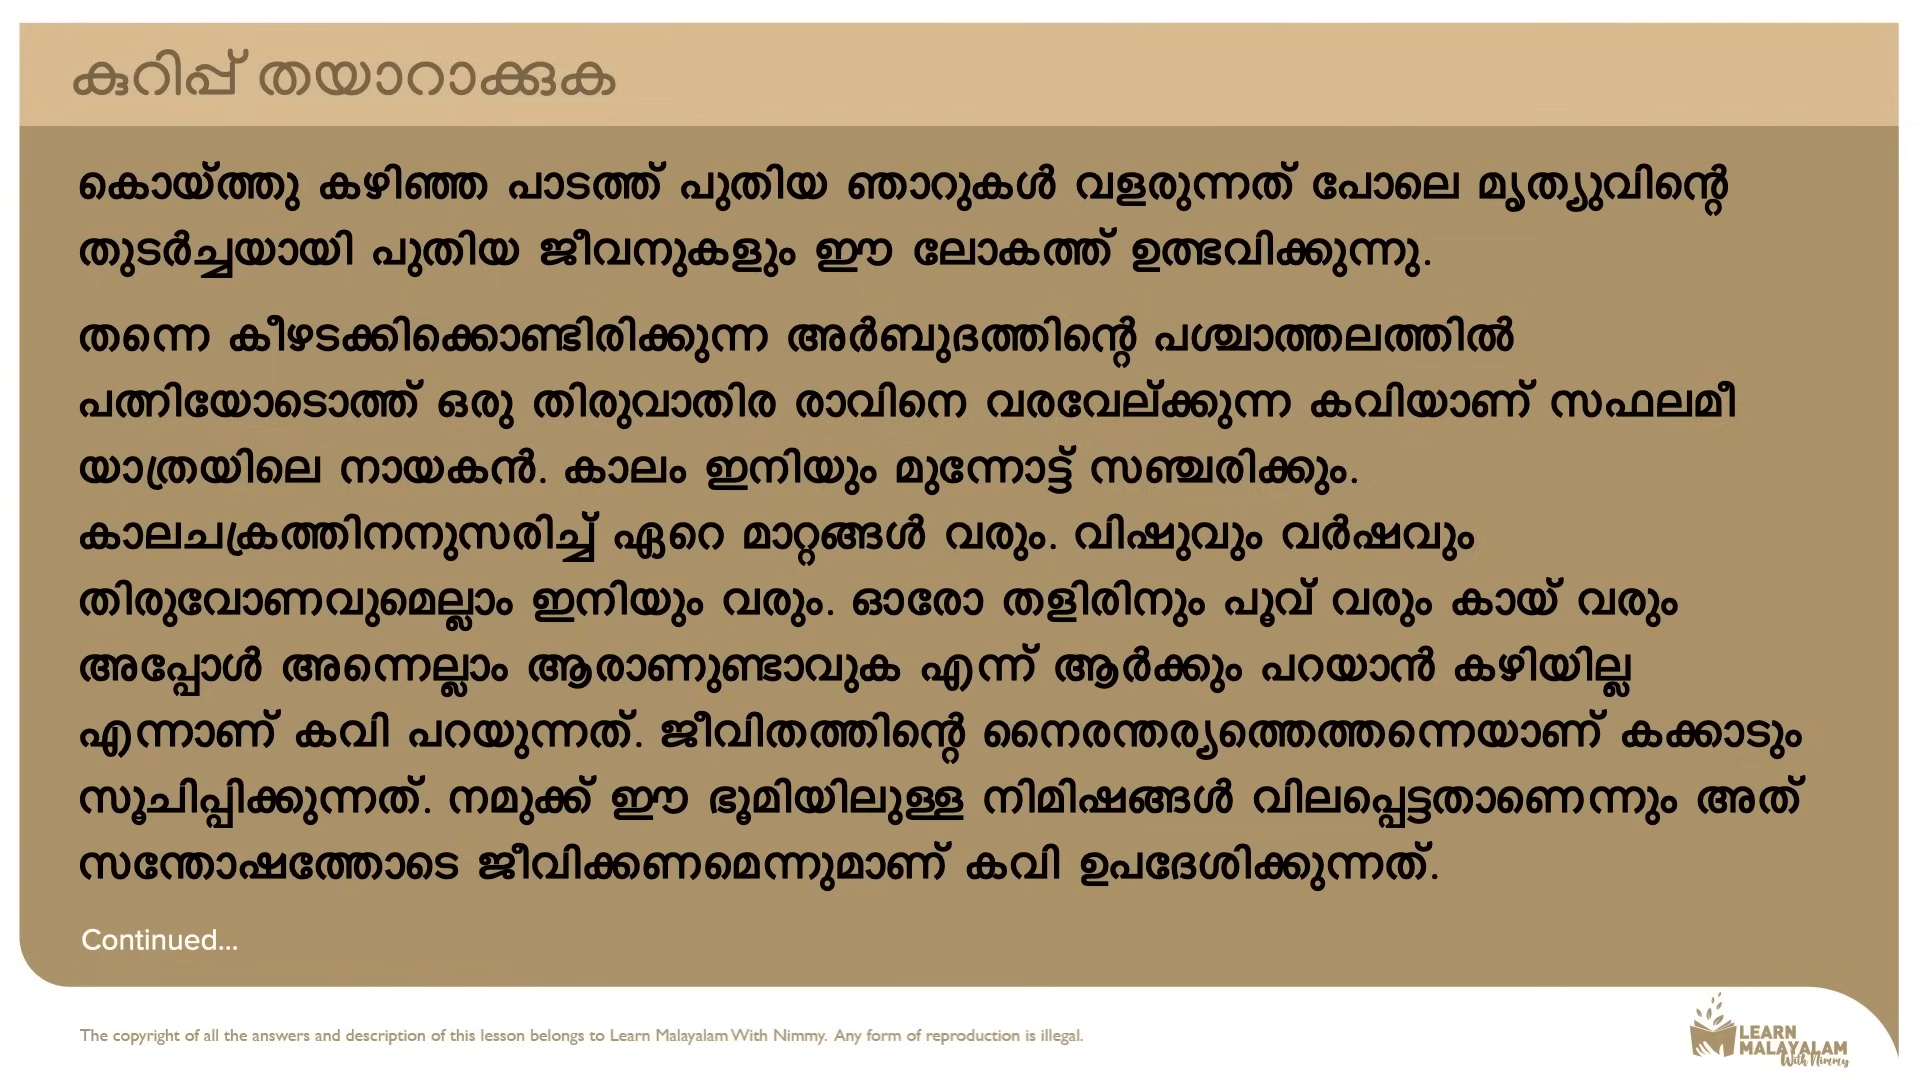 കുറിപ്പ് തയാറാക്കുക
കൊയ്ത്തു കഴിഞ്ഞ പാടത്ത് പുതിയ ഞാറുകൾ വളരുന്നത് പോലെ മൃത്യുവിന്റെ
തുടർച്ചയായി പുതിയ ജീവനുകളും ഈ ലോകത്ത് ഉത്ഭവിക്കുന്നു.
തന്നെ കീഴടക്കിക്കൊണ്ടിരിക്കുന്ന അർബുദത്തിന്റെ പശ്ചാത്തലത്തിൽ
പത്നിയോടൊത്ത് ഒരു തിരുവാതിര രാവിനെ വരവേല്ക്കുന്ന കവിയാണ് സഫലമീ
യാത്രയിലെ നായകൻ. കാലം ഇനിയും മുന്നോട്ട് സഞ്ചരിക്കും.
കാലചക്രത്തിനനുസരിച്ച് ഏറെ മാറ്റങ്ങൾ വരും. വിഷുവും വർഷവും
തിരുവോണവുമെല്ലാം ഇനിയും വരും. ഓരോ തളിരിനും പൂവ് വരും കായ് വരും
അപ്പോൾ അന്നെല്ലാം ആരാണുണ്ടാവുക എന്ന് ആർക്കും പറയാൻ കഴിയില്ല
എന്നാണ് കവി പറയുന്നത്. ജീവിതത്തിന്റെ നൈരന്തര്യത്തെത്തന്നെയാണ് കക്കാടും
സൂചിപ്പിക്കുന്നത്. നമുക്ക് ഈ ഭൂമിയിലുള്ള നിമിഷങ്ങൾ വിലപ്പെട്ടതാണെന്നും അത്
സന്തോഷത്തോടെ ജീവിക്കണമെന്നുമാണ് കവി ഉപദേശിക്കുന്നത്.
Continued...
The copyright of all the answers and description of this lesson belongs to Learn Malayalam With Nimmy. Any form of reproduction is illegal.
LEARN
MALAYALAM
With Nimmy